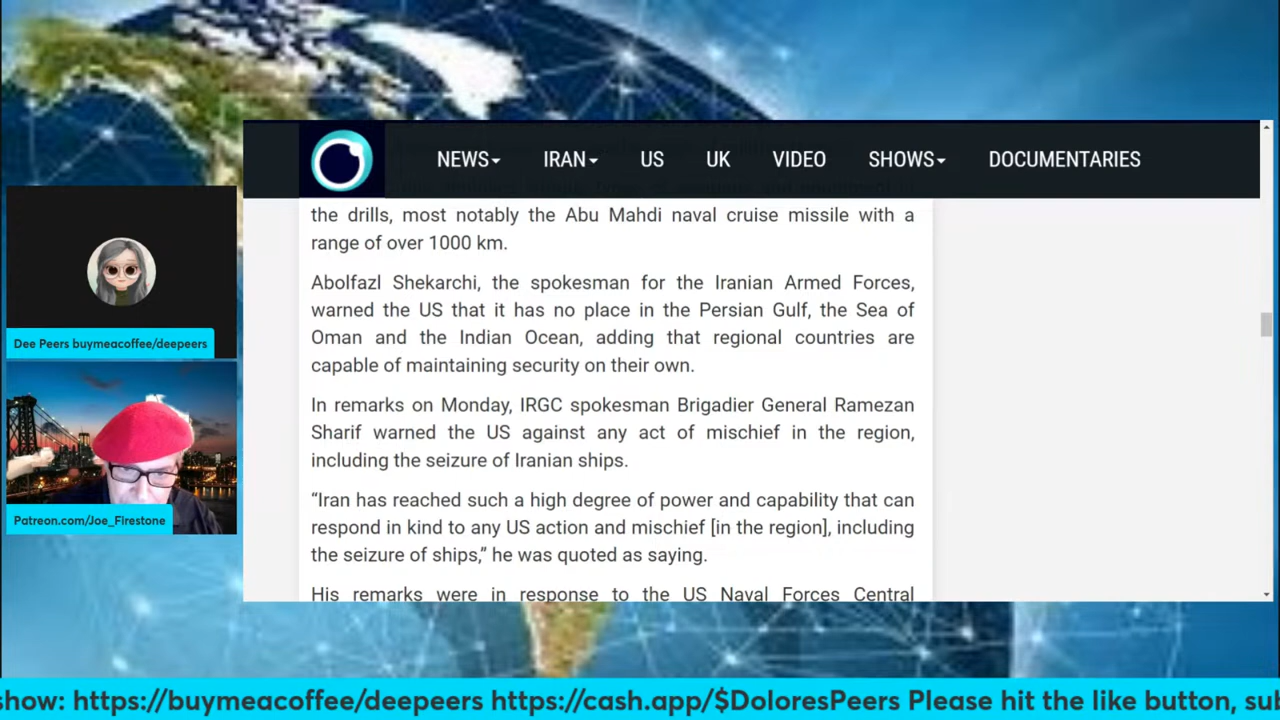 NEWS IRAN US UK VIDEO SHOWS DOCUMENTARIES
the drills, most notably the Abu Mahdi naval cruise missile with a
range of over 1000 km.
Abolfazl Shekarchi, the spokesman for the Iranian Armed Forces,
warned the US that it has no place in the Persian Gulf, the Sea of
Oman and the Indian Ocean, adding that regional countries are
capable of maintaining security on their own.
In remarks on Monday, IRGC spokesman Brigadier General Ramezan
Sharif warned the US against any act of mischief in the region,
including the seizure of Iranian ships.
“Iran has reached such a high degree of power and capability that can
respond in kind to any US action and mischief [in the region], including
the seizure of ships,” he was quoted as saying.
His remarks were in response to the US Naval Forces Central
Dee Peers buymeacoffee/deepeers
Patreon.com/Joe_Firestone
show: https://buymeacoffee/deepeers https://cash.app/$DoloresPeers Please hit the like button, sub